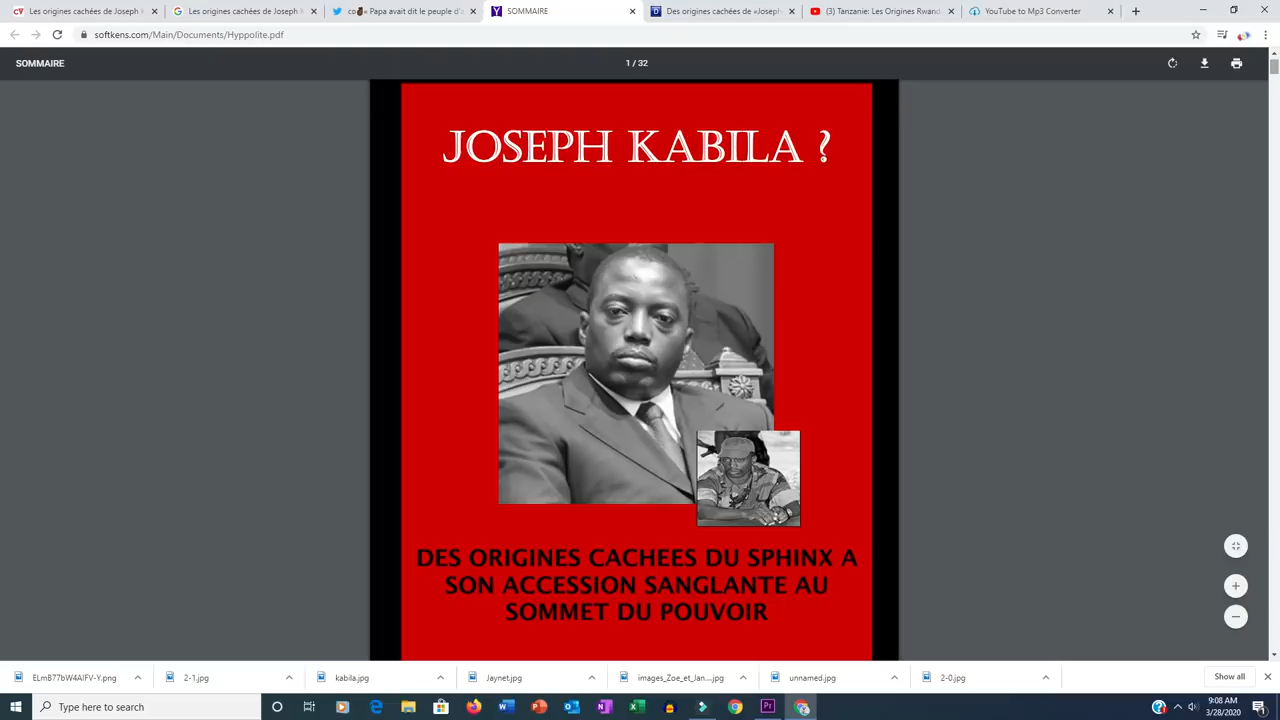 Les origines cachées de Joseph K
Les origines cachées de Joseph K
co « Papa avait dit le peuple d'a
SOMMAIRE
Des origines cachées de «Joseph
(3) Tanzanie: Les Origines Rwand
YouTube to Mp3 Converter
softkens.com/Main/Documents/Hyppolite.pdf
SOMMAIRE
1 / 32
JOSEPH KABILA ?
DES ORIGINES CACHEES DU SPHINX A
SON ACCESSION SANGLANTE AU
SOMMET DU POUVOIR
ELmB77bW4AIFV-Y.png
2-1.jpg
kabila.jpg
Jaynet.jpg
images_Zoe_et_Jan....jpg
unnamed.jpg
2-0.jpg
Show all
Type here to search
9:08 AM
3/28/2020